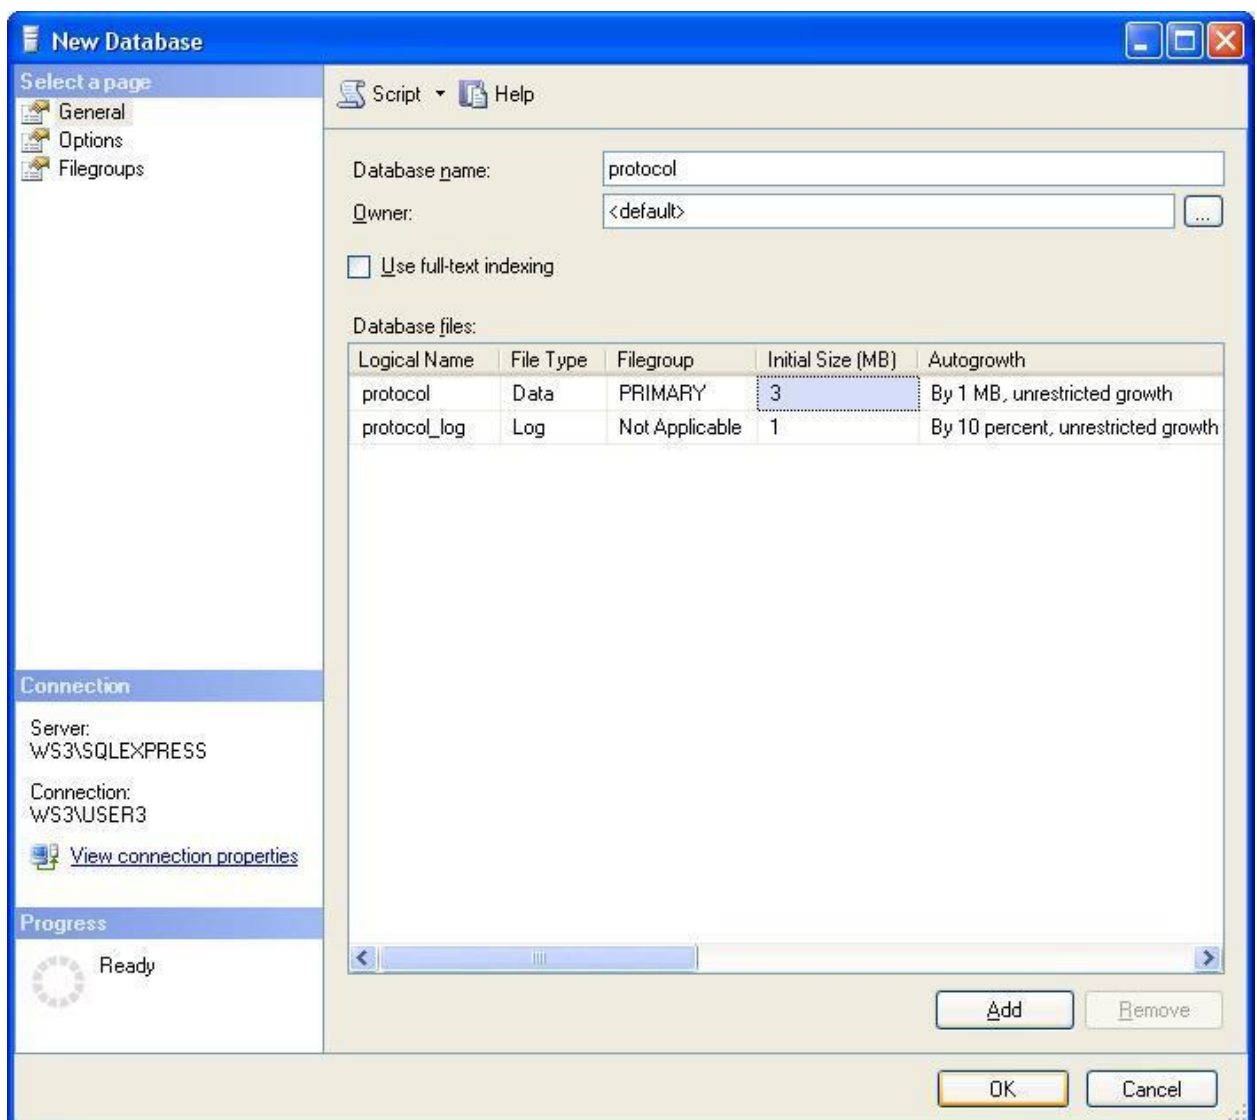 New Database
Select a page
General
Options
Filegroups
Script Help
Database name: protocol
Owner: <default> ...
Use full-text indexing
Database files:
Logical Name File Type Filegroup Initial Size (MB) Autogrowth
protocol Data PRIMARY 3 By 1 MB, unrestricted growth
protocol_log Log Not Applicable 1 By 10 percent, unrestricted growth
Connection
Server:
WS3\SQLEXPRESS
Connection:
WS3\USER3
View connection properties
Progress
Ready
Add Remove
OK Cancel